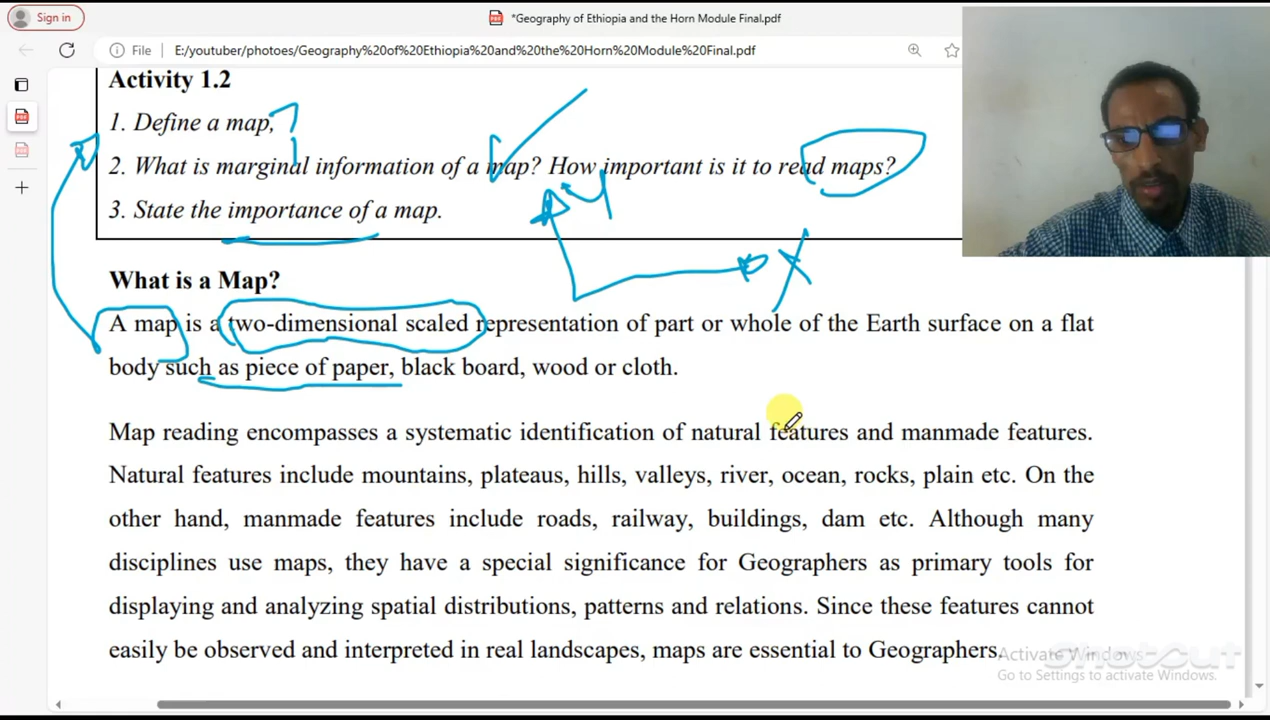 Sign in
*Geography of Ethiopia and the Horn Module Final.pdf
File E:/youtuber/photoes/Geography%20of%20Ethiopia%20and%20the%20Horn%20Module%20Final.pdf
Activity 1.2
1. Define a map,
2. What is marginal information of a map? How important is it to read maps?
3. State the importance of a map.
y
X
What is a Map?
A map is a two-dimensional scaled representation of part or whole of the Earth surface on a flat
body such as piece of paper, black board, wood or cloth.
Map reading encompasses a systematic identification of natural features and manmade features.
Natural features include mountains, plateaus, hills, valleys, river, ocean, rocks, plain etc. On the
other hand, manmade features include roads, railway, buildings, dam etc. Although many
disciplines use maps, they have a special significance for Geographers as primary tools for
displaying and analyzing spatial distributions, patterns and relations. Since these features cannot
easily be observed and interpreted in real landscapes, maps are essential to Geographers.
Activate Windows
Go to Settings to activate Windows.
shotcut